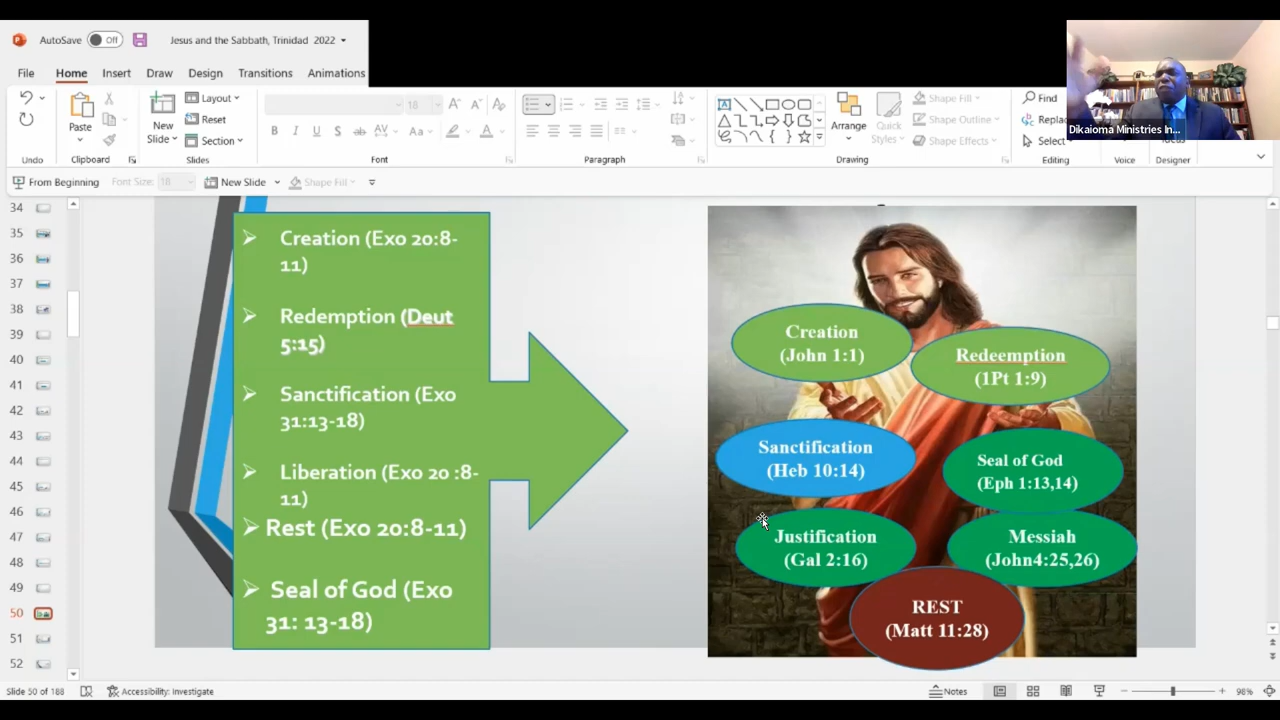 AutoSave Off Jesus and the Sabbath, Trinidad 2022
File Home Insert Draw Design Transitions Animations
Paste
New Slide
Layout
Reset
Section
18
Arrange
Quick Styles
Shape Fill
Shape Outline
Shape Effects
Find
Select
Undo Clipboard Slides Font Paragraph Drawing Editing Voice Designer
Dikaioma Ministries In...
From Beginning Font Size: 18 New Slide Shape Fill
34
35
36
37
38
39
40
41
42
43
44
45
46
47
48
49
50
51
52
Creation (Exo 20:8-
11)
Redemption (Deut
5:15)
Sanctification (Exo
31:13-18)
Liberation (Exo 20 :8-
11)
Rest (Exo 20:8-11)
Seal of God (Exo
31: 13-18)
Creation
(John 1:1)
Redeemption
(1Pt 1:9)
Sanctification
(Heb 10:14)
Seal of God
(Eph 1:13,14)
Justification
(Gal 2:16)
Messiah
(John4:25,26)
REST
(Matt 11:28)
Slide 50 of 188 Accessibility: Investigate Notes 98%